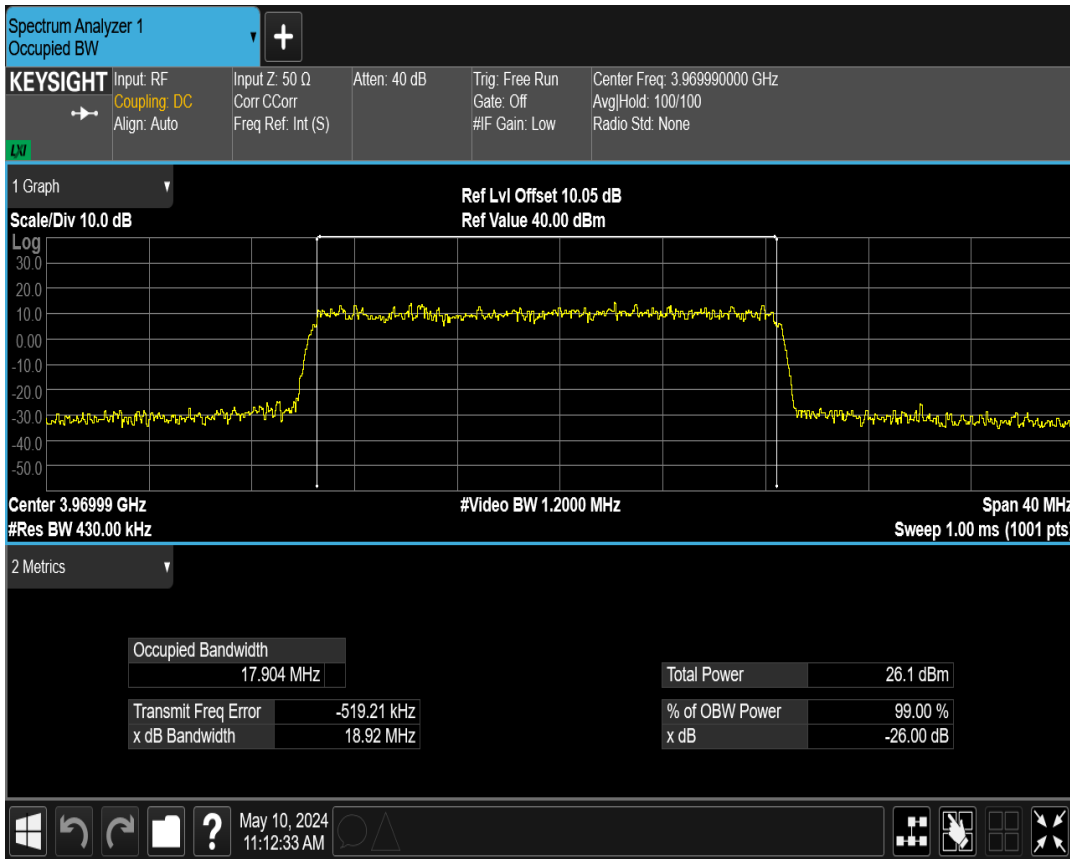 Spectrum Analyzer 1
Occupied BW
KEYSIGHT
LXI
Input: RF
Coupling: DC
Align: Auto
Input Z: 50 Ω
Corr CCorr
Freq Ref: Int (S)
Atten: 40 dB
Trig: Free Run
Gate: Off
#IF Gain: Low
Center Freq: 3.969990000 GHz
Avg|Hold: 100/100
Radio Std: None
1 Graph
Scale/Div 10.0 dB
Ref Lvl Offset 10.05 dB
Ref Value 40.00 dBm
Log
30.0
20.0
10.0
0.00
-10.0
-20.0
-30.0
-40.0
-50.0
Center 3.96999 GHz
#Video BW 1.2000 MHz
Span 40 MHz
#Res BW 430.00 kHz
Sweep 1.00 ms (1001 pts)
2 Metrics
Occupied Bandwidth
17.904 MHz
Transmit Freq Error -519.21 kHz
x dB Bandwidth 18.92 MHz
Total Power 26.1 dBm
% of OBW Power 99.00 %
x dB -26.00 dB
May 10, 2024
11:12:33 AM